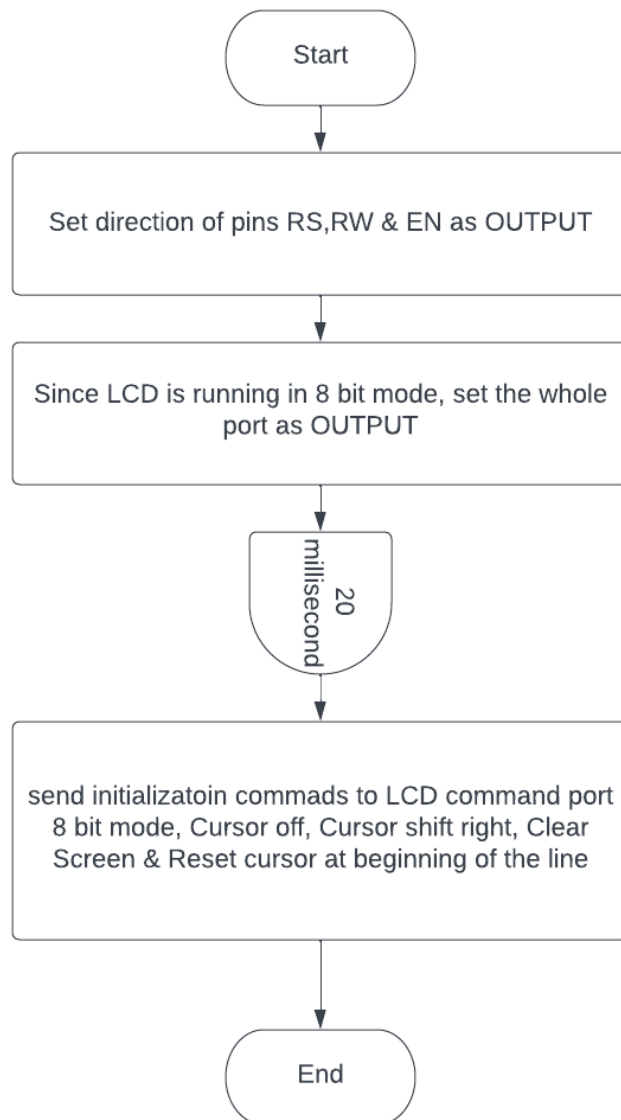 Start
Set direction of pins RS,RW & EN as OUTPUT
Since LCD is running in 8 bit mode, set the whole
port as OUTPUT
20
millisecond
send initializatoin commads to LCD command port
8 bit mode, Cursor off, Cursor shift right, Clear
Screen & Reset cursor at beginning of the line
End